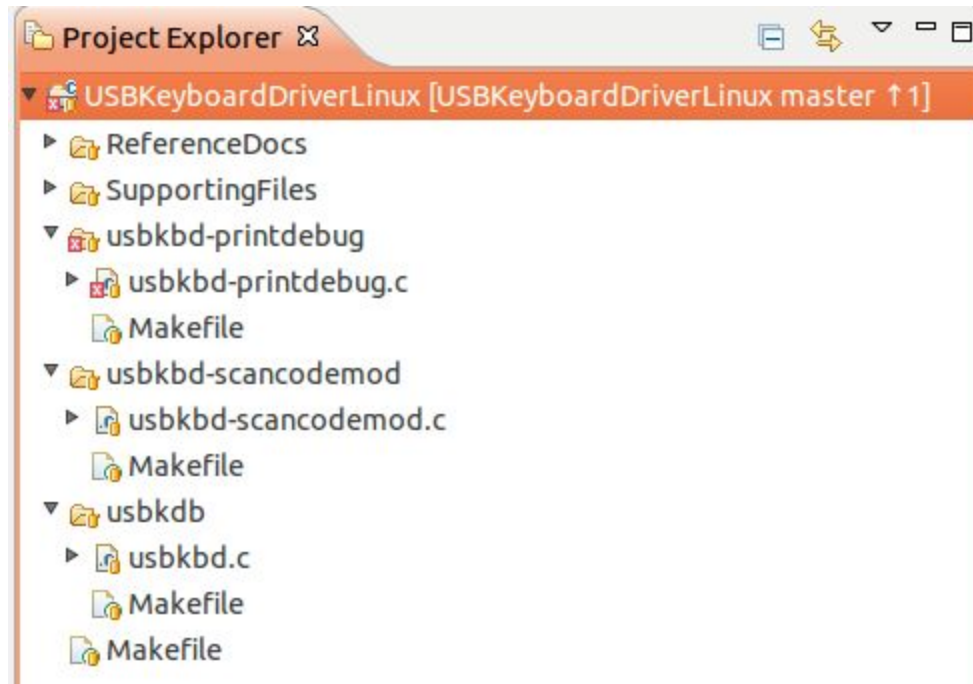 Project Explorer
USBKeyboardDriverLinux [USBKeyboardDriverLinux master ↑1]
ReferenceDocs
SupportingFiles
usbkbd-printdebug
usbkbd-printdebug.c
Makefile
usbkbd-scancodemod
usbkbd-scancodemod.c
Makefile
usbkdb
usbkbd.c
Makefile
Makefile